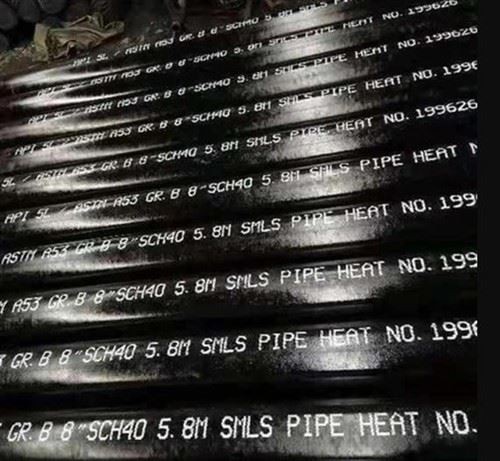 API 5L / ASTM A53 GR. B 8"SCH40 5.8M SMLS
API 5L / ASTM A53 GR. B 8"SCH40 5.8M SMLS PIPE HEAT NO. 199626
API 5L / ASTM A53 GR. B 8"SCH40 5.8M SMLS PIPE HEAT NO. 199626
API 5L / ASTM A53 GR. B 8"SCH40 5.8M SMLS PIPE HEAT NO. 1996
5L / ASTM A53 GR. B 8"SCH40 5.8M SMLS PIPE HEAT NO. 199626
API 5L / ASTM A53 GR. B 8"SCH40 5.8M SMLS PIPE HEAT N
ASTM A53 GR. B 8"SCH40 5.8M SMLS PIPE HEAT NO. 199
A53 GR. B 8"SCH40 5.8M SMLS PIPE HEAT NO. 199
GR. B 8"SCH40 5.8M SMLS PIPE HEAT NO. 1996
GR. B 8"SCH40 5.8M SMLS PIPE HEAT NO.